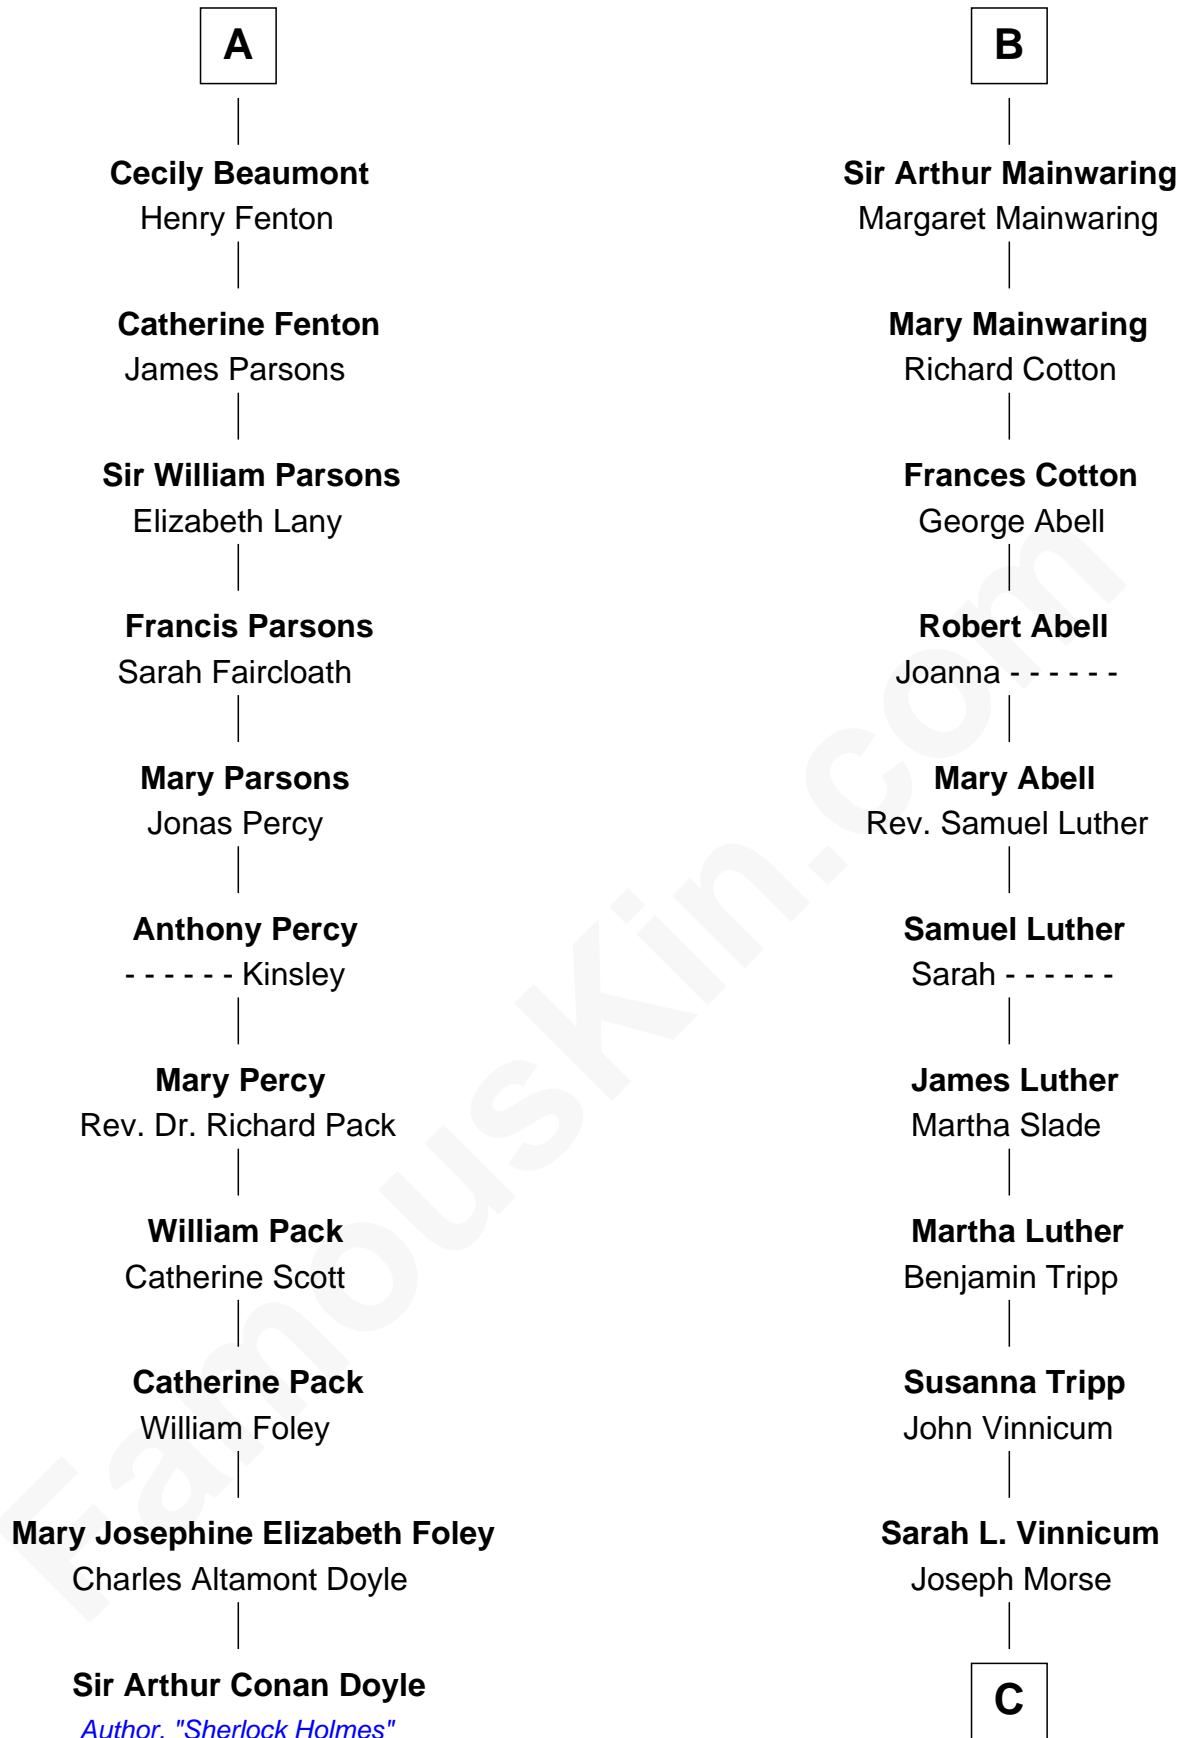 A
Cecily Beaumont
Henry Fenton
Catherine Fenton
James Parsons
Sir William Parsons
Elizabeth Lany
Francis Parsons
Sarah Faircloath
Mary Parsons
Jonas Percy
Anthony Percy
- - - - - - Kinsley
Mary Percy
Rev. Dr. Richard Pack
William Pack
Catherine Scott
Catherine Pack
William Foley
Mary Josephine Elizabeth Foley
Charles Altamont Doyle
Sir Arthur Conan Doyle
Author, "Sherlock Holmes"
B
Sir Arthur Mainwaring
Margaret Mainwaring
Mary Mainwaring
Richard Cotton
Frances Cotton
George Abell
Robert Abell
Joanna - - - - - -
Mary Abell
Rev. Samuel Luther
Samuel Luther
Sarah - - - - - -
James Luther
Martha Slade
Martha Luther
Benjamin Tripp
Susanna Tripp
John Vinnicum
Sarah L. Vinnicum
Joseph Morse
C
FamousKin.com